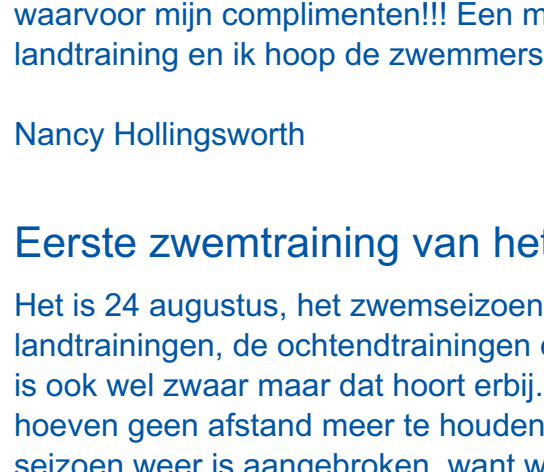 waarvoor mijn complimenten!!! Een m
landtraining en ik hoop de zwemmers
Nancy Hollingsworth
Eerste zwemtraining van het
Het is 24 augustus, het zwemseizoen
landtrainingen, de ochtendtrainingen
is ook wel zwaar maar dat hoort erbij.
hoeven geen afstand meer te houden
seizoen weer is aangebroken, want w